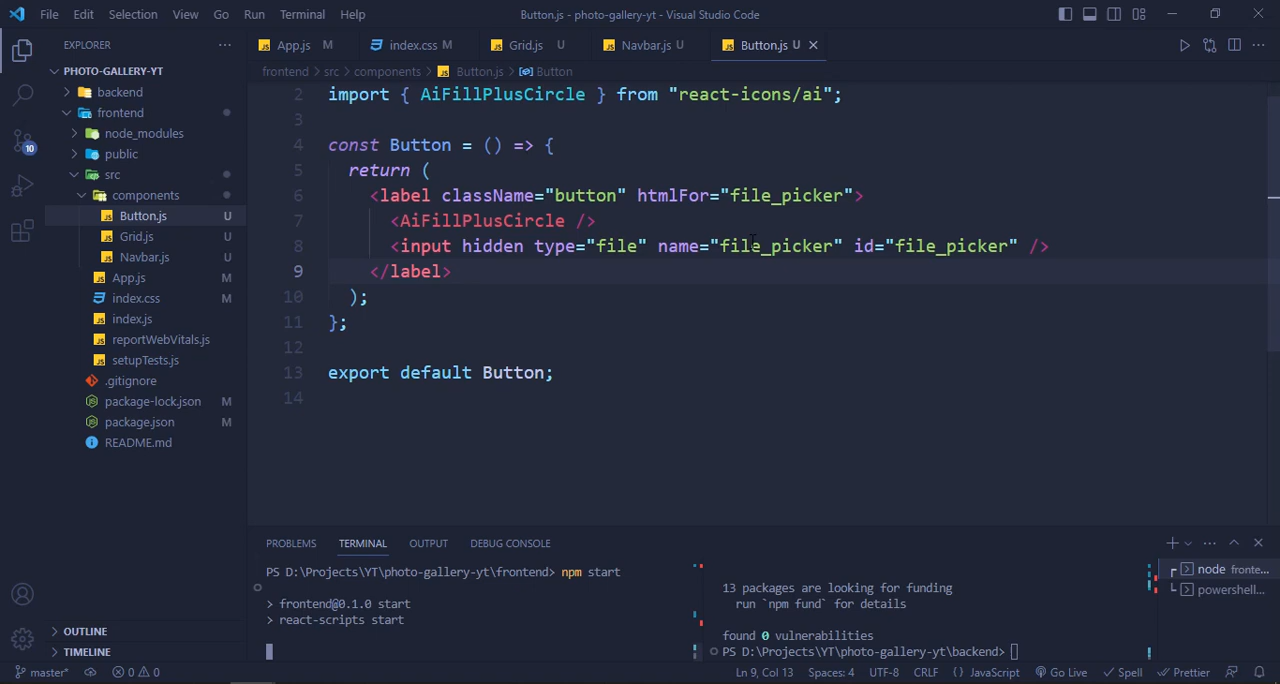 File Edit Selection View Go Run Terminal Help
Button.js - photo-gallery-yt - Visual Studio Code
EXPLORER
App.js M
index.css M
Grid.js U
Navbar.js U
Button.js U
PHOTO-GALLERY-YT
frontend > src > components > Button.js > Button
backend
frontend
node_modules
public
src
components
Button.js U
Grid.js U
Navbar.js U
App.js M
index.css M
index.js
reportWebVitals.js
setupTests.js
.gitignore
package-lock.json M
package.json M
README.md
10
OUTLINE
TIMELINE
2 import { AiFillPlusCircle } from "react-icons/ai";
3
4 const Button = () => {
5 return (
6 <label className="button" htmlFor="file_picker">
7 <AiFillPlusCircle />
8 <input hidden type="file" name="file_picker" id="file_picker" />
9 </label>
10 );
11 };
12
13 export default Button;
14
PROBLEMS TERMINAL OUTPUT DEBUG CONSOLE
PS D:\Projects\YT\photo-gallery-yt\frontend> npm start
> frontend@0.1.0 start
> react-scripts start
13 packages are looking for funding
run `npm fund` for details
found 0 vulnerabilities
PS D:\Projects\YT\photo-gallery-yt\backend>
node fronte...
powershell...
master* 0 0
Ln 9, Col 13 Spaces: 4 UTF-8 CRLF {} JavaScript Go Live Spell Prettier